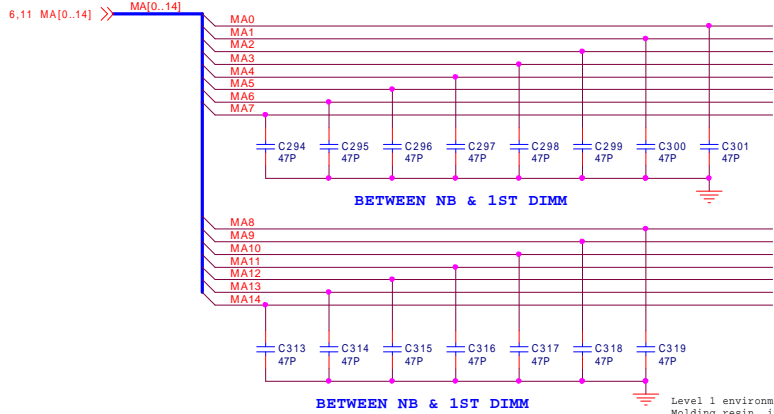 6,11 MA[0..14]
MA[0..14]
MA0
MA1
MA2
MA3
MA4
MA5
MA6
MA7
C294 C295 C296 C297 C298 C299 C300 C301
47P 47P 47P 47P 47P 47P 47P 47P
BETWEEN NB & 1ST DIMM
MA8
MA9
MA10
MA11
MA12
MA13
MA14
C313 C314 C315 C316 C317 C318 C319
47P 47P 47P 47P 47P 47P 47P
BETWEEN NB & 1ST DIMM
Level 1 environm
Molding resin